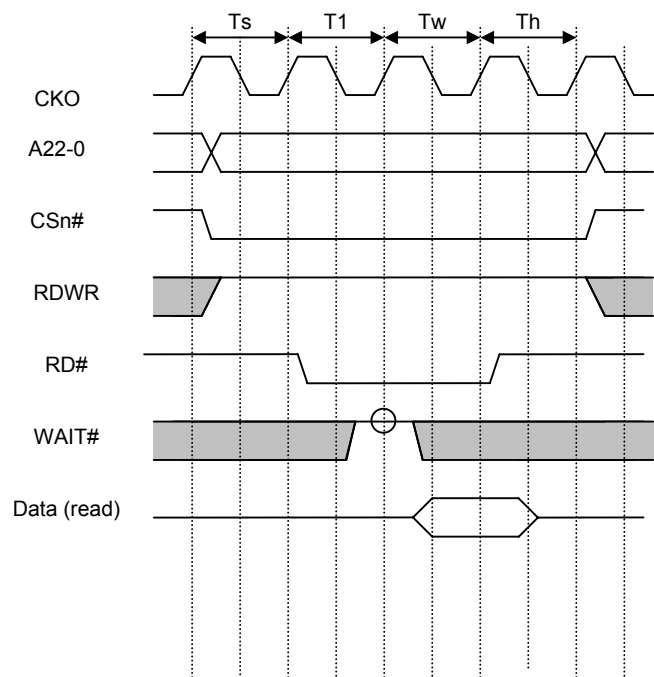 Ts T1 Tw Th
CKO
A22-0
CSn#
RDWR
RD#
WAIT#
Data (read)